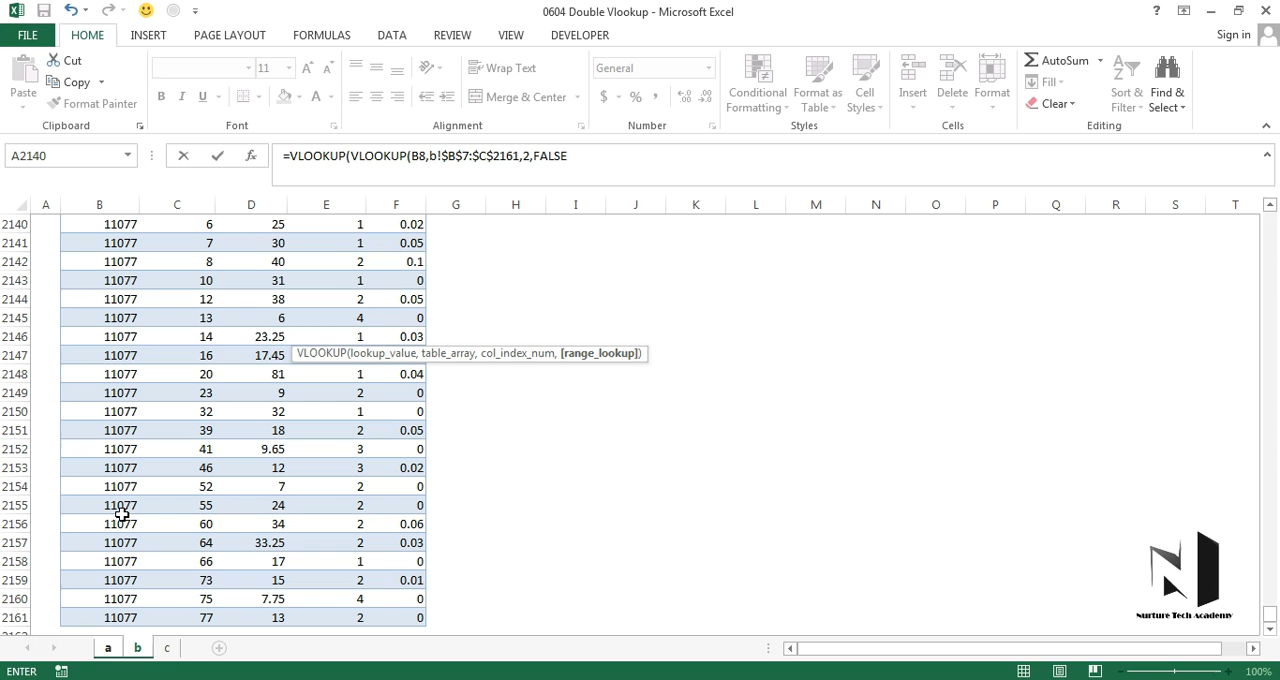 0604 Double Vlookup - Microsoft Excel
?
Sign in
FILE HOME INSERT PAGE LAYOUT FORMULAS DATA REVIEW VIEW DEVELOPER
Paste
Cut
Copy
Format Painter
Clipboard
11
A A
B I U A
Font
Wrap Text
Merge & Center
Alignment
General
$ % ,
Number
Conditional Formatting
Format as Table
Cell Styles
Styles
Insert
Delete
Format
Cells
AutoSum
Fill
Clear
Sort & Filter
Find & Select
Editing
A2140
fx
=VLOOKUP(VLOOKUP(B8,b!$B$7:$C$2161,2,FALSE
A B C D E F G H I J K L M N O P Q R S T
2140 11077 6 25 1 0.02
2141 11077 7 30 1 0.05
2142 11077 8 40 2 0.1
2143 11077 10 31 1 0
2144 11077 12 38 2 0.05
2145 11077 13 6 4 0
2146 11077 14 23.25 1 0.03
2147 11077 16 17.45
VLOOKUP(lookup_value, table_array, col_index_num, [range_lookup])
2148 11077 20 81 1 0.04
2149 11077 23 9 2 0
2150 11077 32 32 1 0
2151 11077 39 18 2 0.05
2152 11077 41 9.65 3 0
2153 11077 46 12 3 0.02
2154 11077 52 7 2 0
2155 11077 55 24 2 0
2156 11077 60 34 2 0.06
2157 11077 64 33.25 2 0.03
2158 11077 66 17 1 0
2159 11077 73 15 2 0.01
2160 11077 75 7.75 4 0
2161 11077 77 13 2 0
Nurture Tech Academy
a b c
ENTER
100%